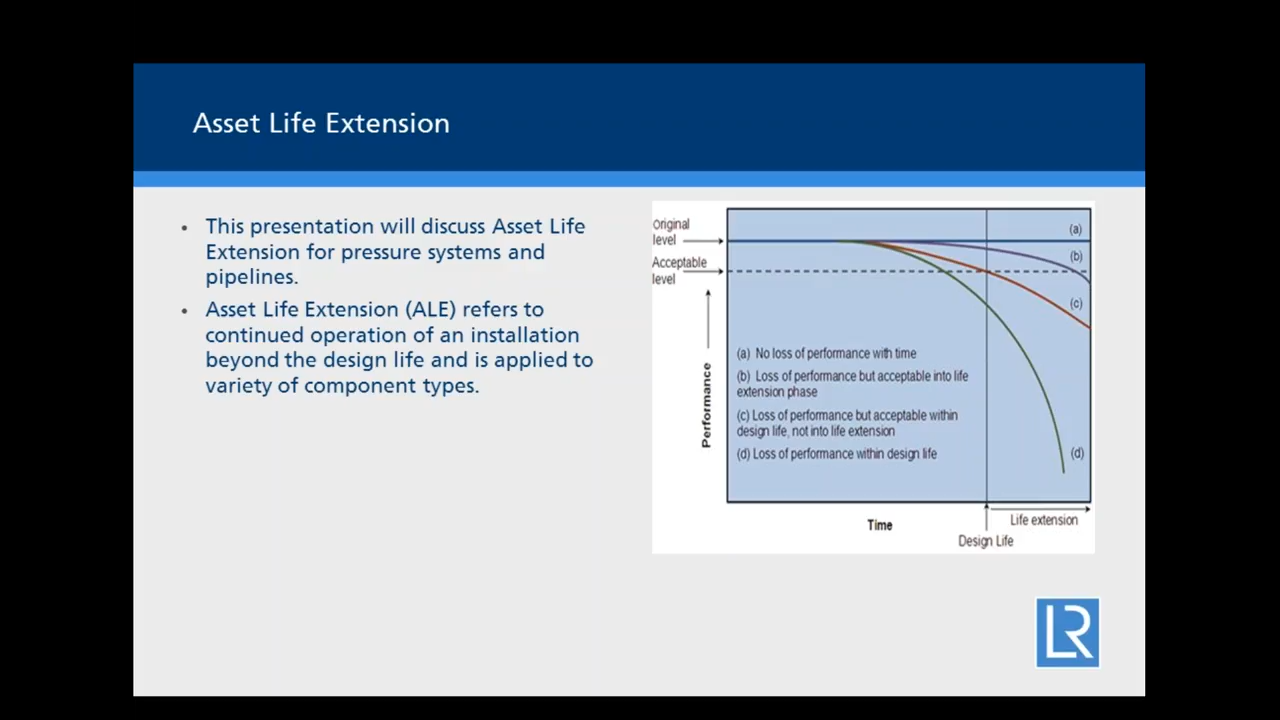 Asset Life Extension
• This presentation will discuss Asset Life
Extension for pressure systems and
pipelines.
• Asset Life Extension (ALE) refers to
continued operation of an installation
beyond the design life and is applied to
variety of component types.
Original
level
Acceptable
level
Performance
(a)
(b)
(c)
(d)
(a) No loss of performance with time
(b) Loss of performance but acceptable into life
extension phase
(c) Loss of performance but acceptable within
design life, not into life extension
(d) Loss of performance within design life
Time
Life extension
Design Life
LR